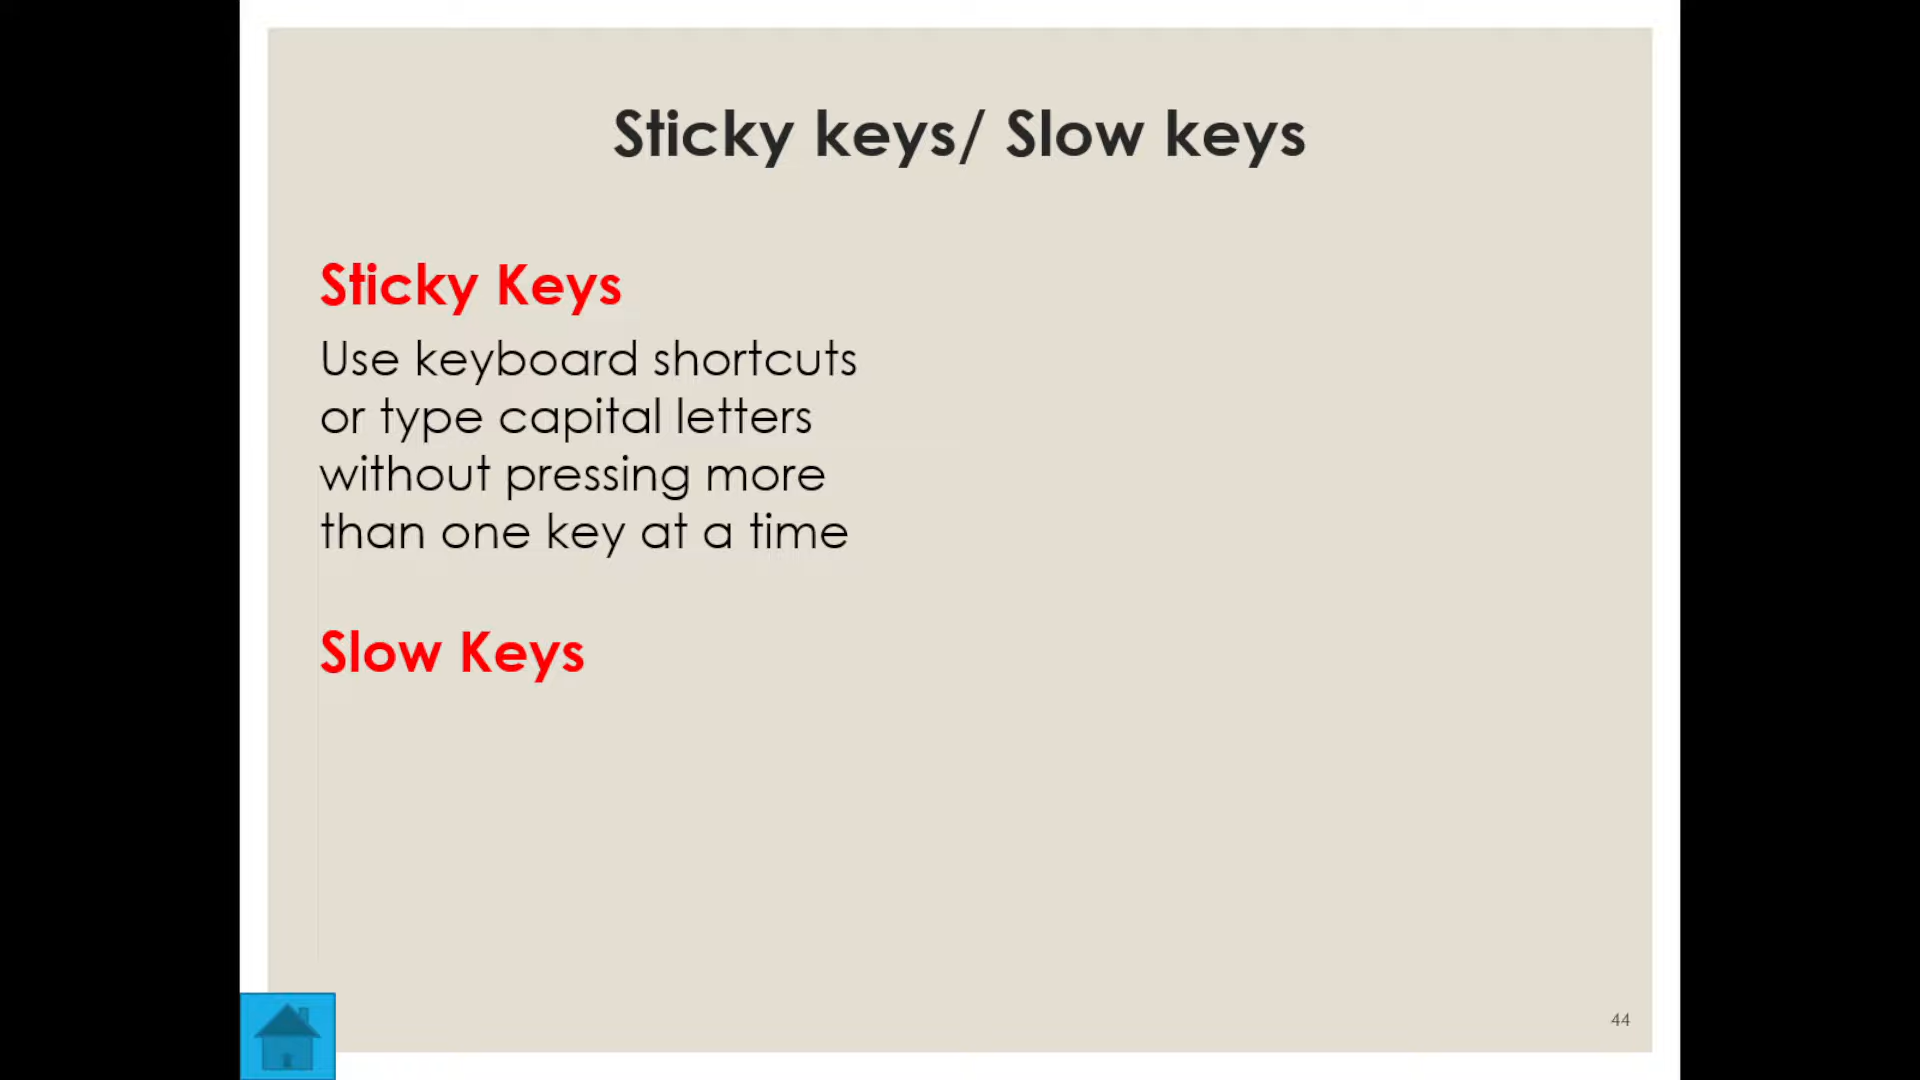 Sticky keys/ Slow keys
Sticky Keys
Use keyboard shortcuts
or type capital letters
without pressing more
than one key at a time
Slow Keys
44